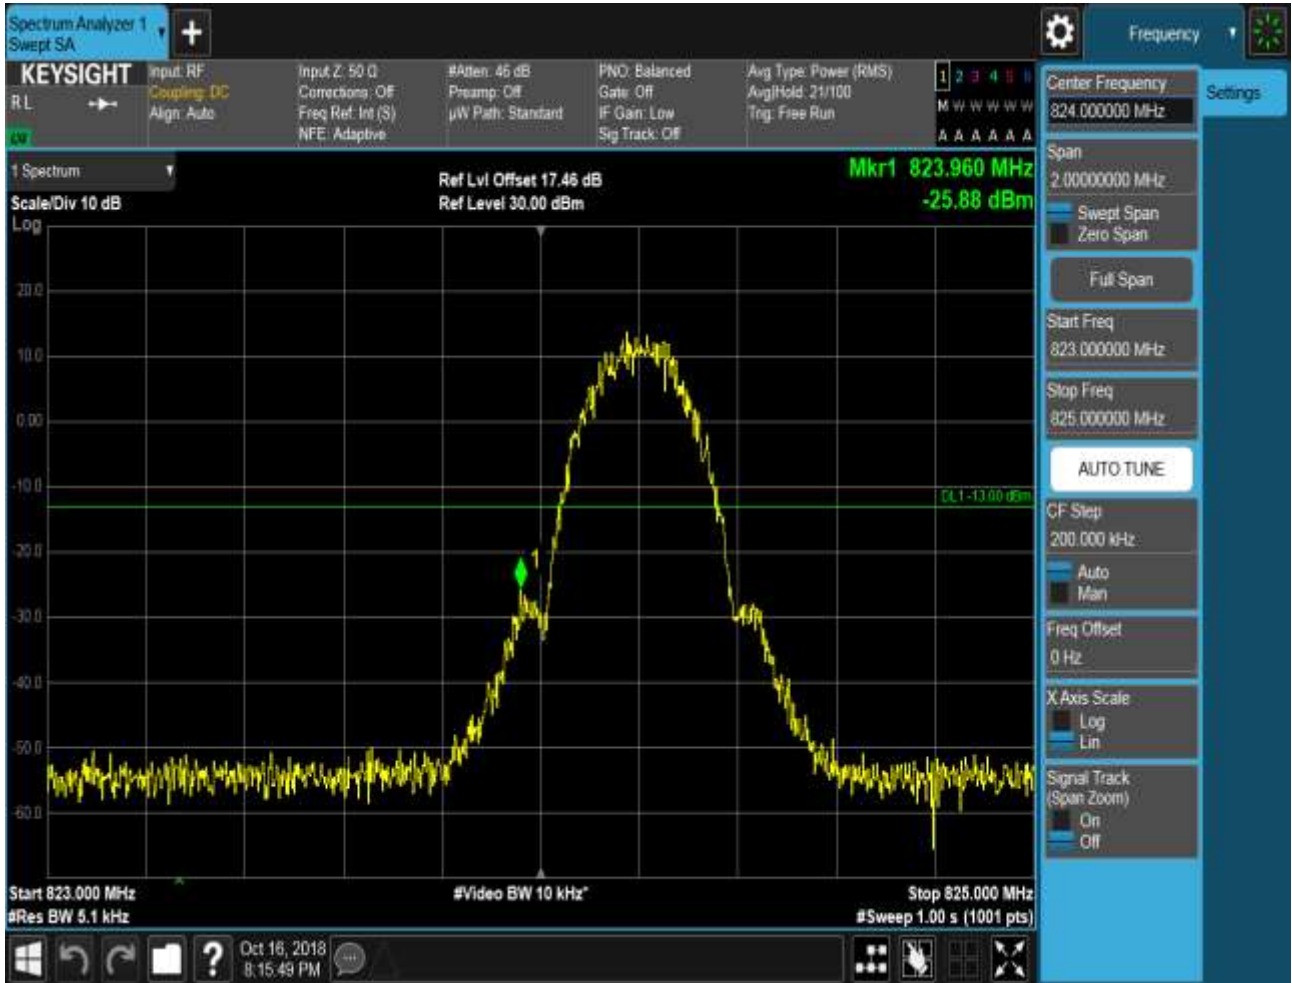 Spectrum Analyzer 1
Swept SA
+
Frequency
KEYSIGHT
R L
LXI
Input: RF
Coupling: DC
Align: Auto
Input Z: 50 Ω
Corrections: Off
Freq Ref: Int (S)
NFE: Adaptive
#Atten: 46 dB
Preamp: Off
µW Path: Standard
PNO: Balanced
Gate: Off
IF Gain: Low
Sig Track: Off
Avg Type: Power (RMS)
Avg|Hold: 21/100
Trig: Free Run
1 2 3 4 5 6
M W W W W W
A A A A A A
1 Spectrum
Scale/Div 10 dB
Log
Ref Lvl Offset 17.46 dB
Ref Level 30.00 dBm
Mkr1 823.960 MHz
-25.88 dBm
20.0
10.0
0.00
-10.0
-20.0
-30.0
-40.0
-50.0
-60.0
DL1 -13.00 dBm
1
Start 823.000 MHz
#Res BW 5.1 kHz
#Video BW 10 kHz*
Stop 825.000 MHz
#Sweep 1.00 s (1001 pts)
?
Oct 16, 2018
8:15:49 PM
Center Frequency
824.000000 MHz
Settings
Span
2.00000000 MHz
Swept Span
Zero Span
Full Span
Start Freq
823.000000 MHz
Stop Freq
825.000000 MHz
AUTO TUNE
CF Step
200.000 kHz
Auto
Man
Freq Offset
0 Hz
X Axis Scale
Log
Lin
Signal Track
(Span Zoom)
On
Off